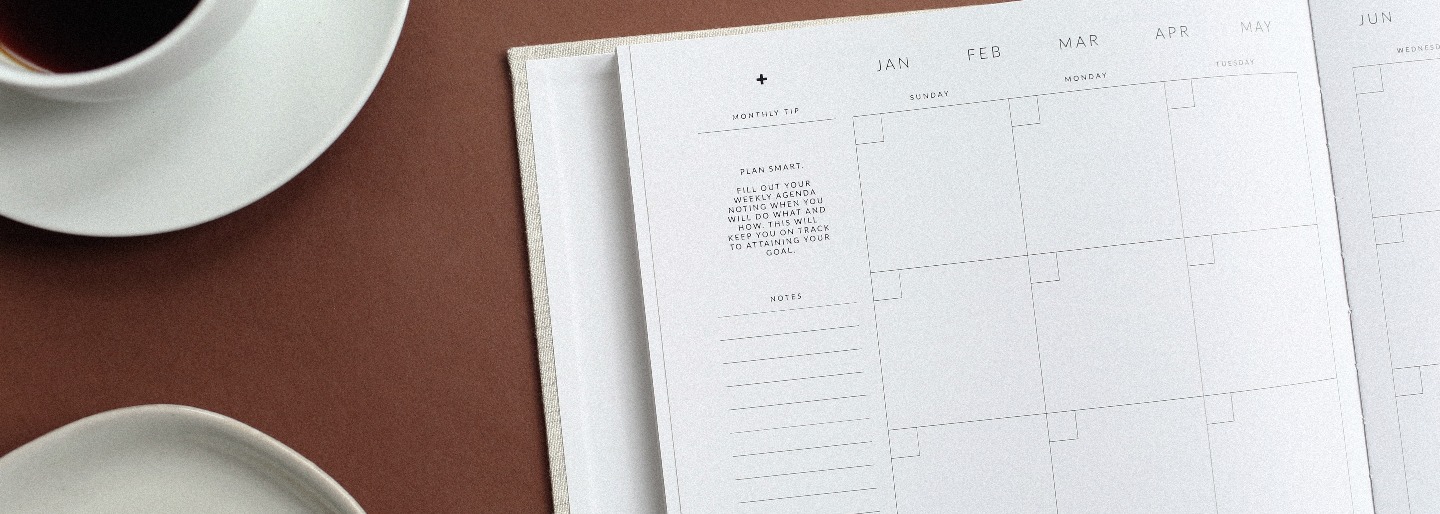 JAN FEB MAR APR MAY JUN
SUNDAY MONDAY TUESDAY
MONTHLY TIP
PLAN SMART.
FILL OUT YOUR
WEEKLY AGENDA
NOTING WHEN YOU
WILL DO WHAT AND
HOW. THIS WILL
KEEP YOU ON TRACK
TO ATTAINING YOUR
GOAL.
NOTES